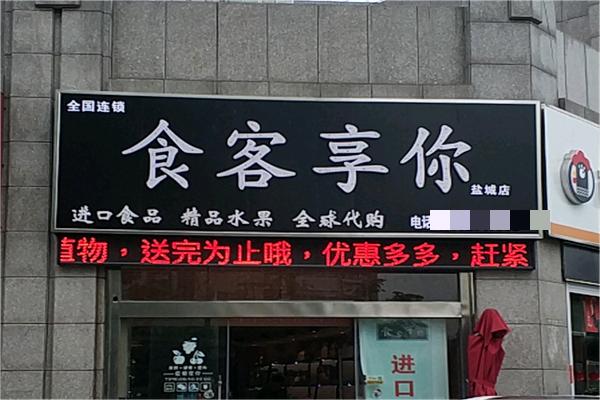 全国连锁
食客享你
盐城店
进口食品 精品水果 全球代购 电话
植物，送完为止哦，优惠多多，赶紧
进口